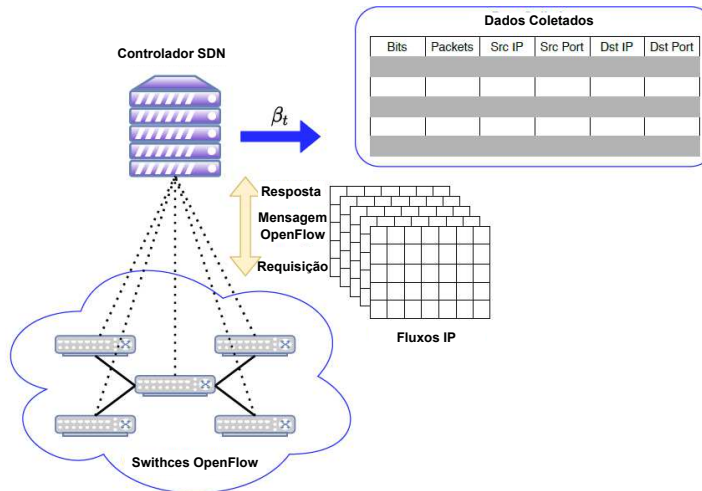 Dados Coletados
Controlador SDN
Bits Packets Src IP Src Port Dst IP Dst Port
βt
Resposta
Mensagem
OpenFlow
Requisição
Fluxos IP
Swithces OpenFlow